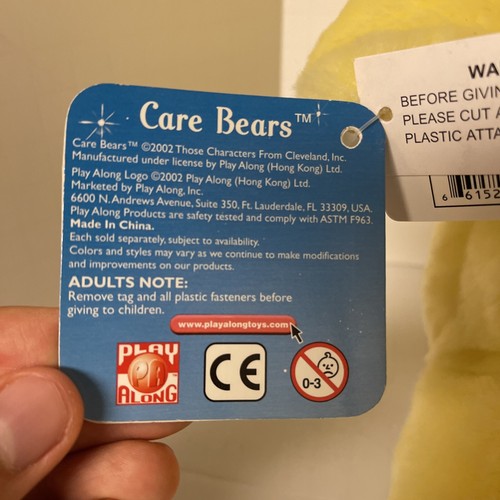 Care Bears™
Care Bears™ ©2002 Those Characters From Cleveland, Inc.
Manufactured under license by Play Along (Hong Kong) Ltd.
Play Along Logo ©2002 Play Along (Hong Kong) Ltd.
Marketed by Play Along, Inc.
6600 N. Andrews Avenue, Suite 350, Ft. Lauderdale, FL 33309, USA.
Play Along Products are safety tested and comply with ASTM F963.
Made In China.
Each sold separately, subject to availability.
Colors and styles may vary as we continue to make modifications
and improvements on our products.
ADULTS NOTE:
Remove tag and all plastic fasteners before
giving to children.
www.playalongtoys.com
PLAY
PA
ALONG
CE
0-3
WA
BEFORE GIVIN
PLEASE CUT A
PLASTIC ATTA
6 6152